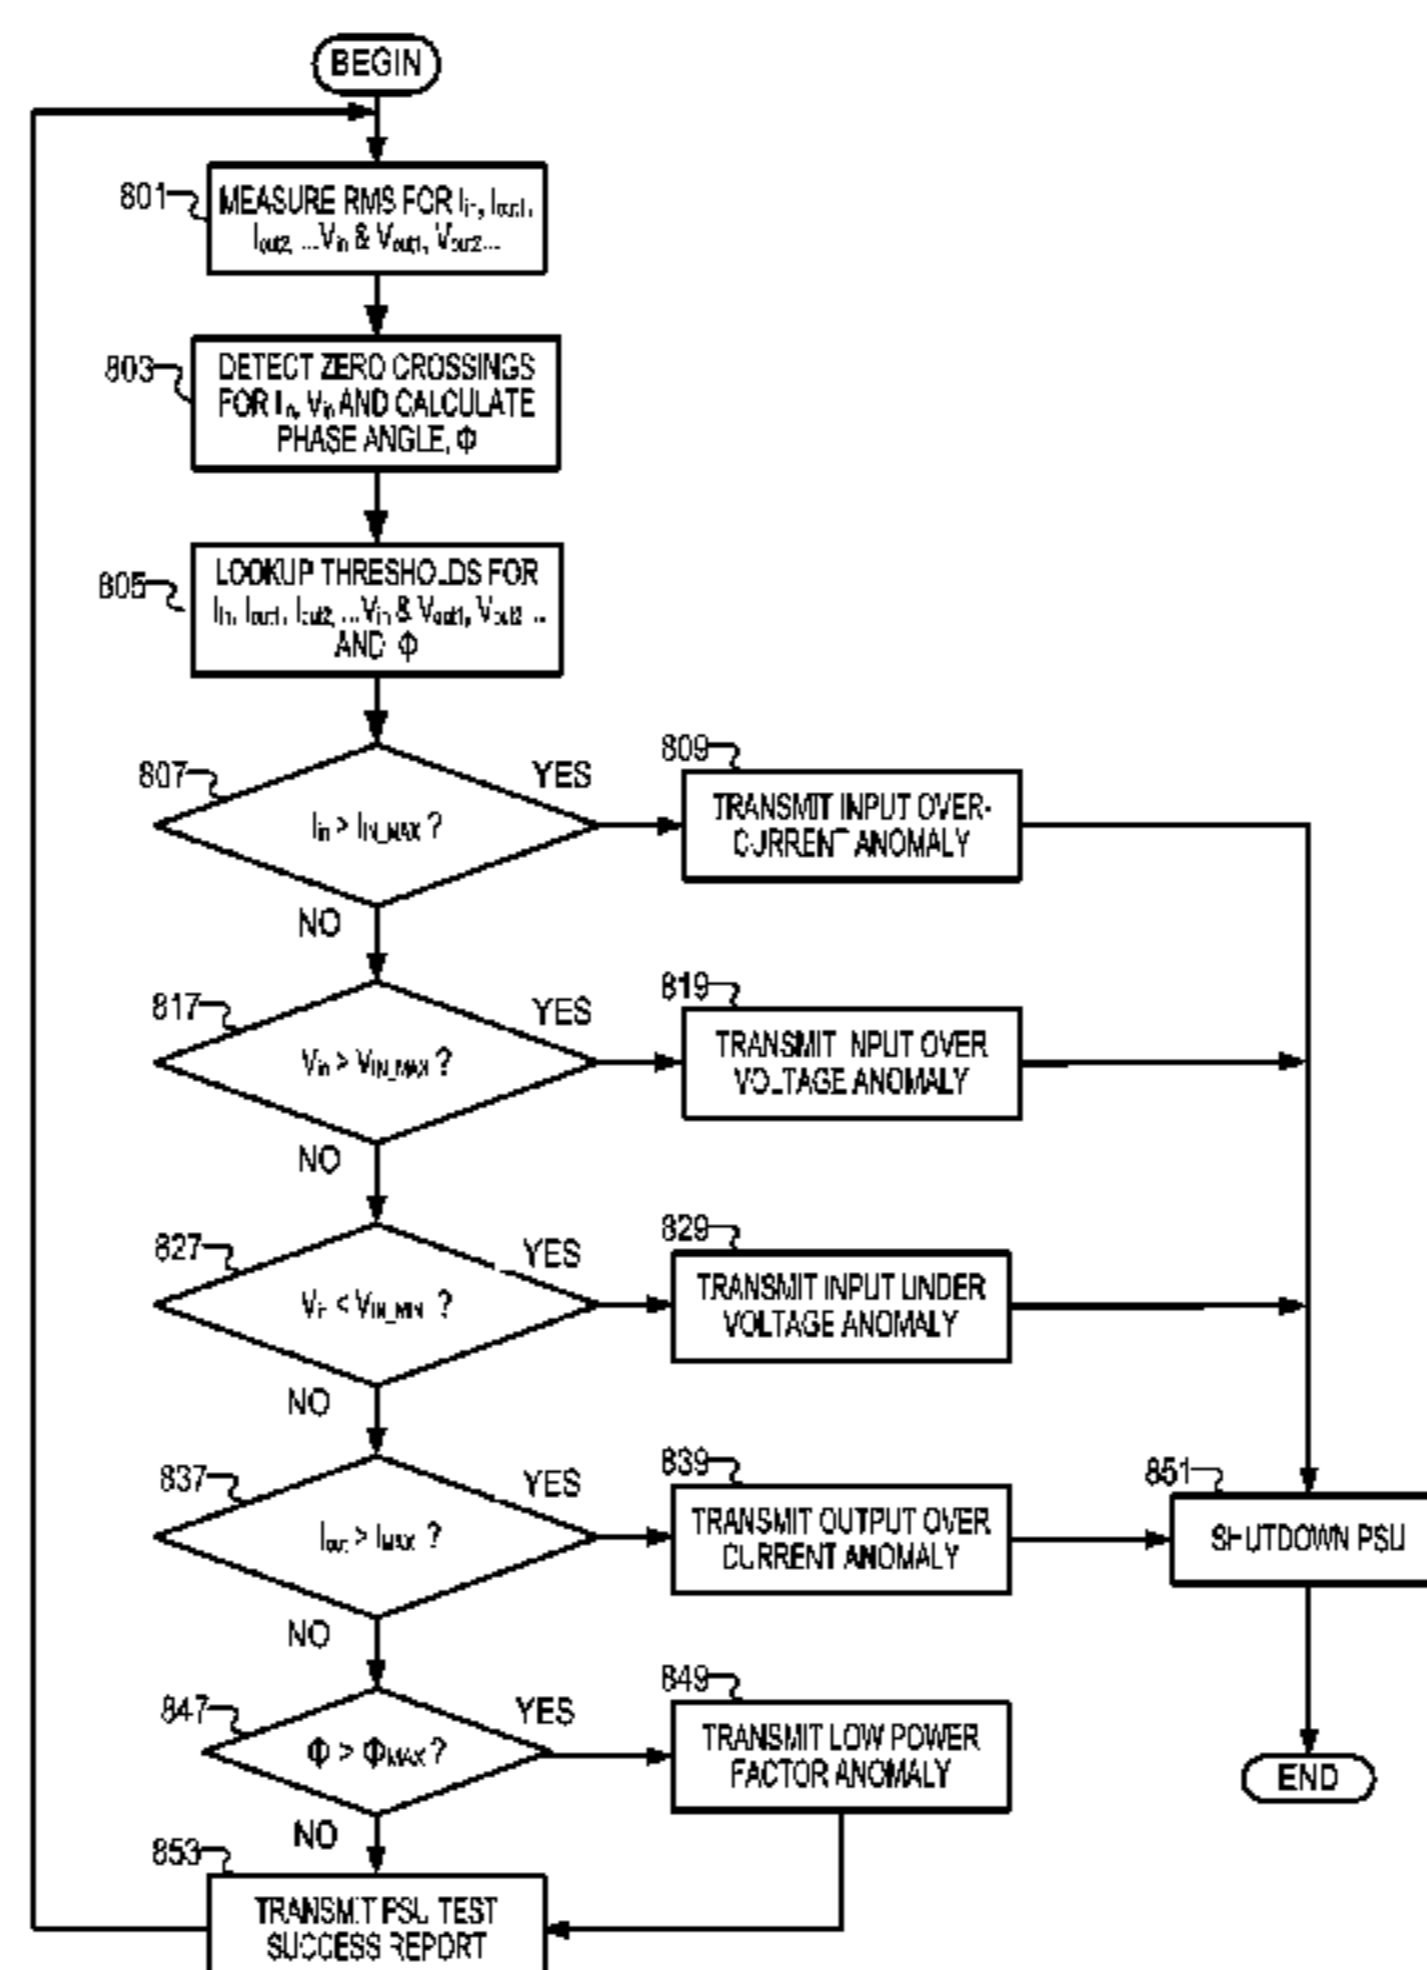 BEGIN
801
MEASURE RMS FOR Iin, Iout1,
Iout2, ...Vin & Vout1, Vout2...
803
DETECT ZERO CROSSINGS
FOR Iin, Vin AND CALCULATE
PHASE ANGLE, Φ
805
LOOKUP THRESHOLDS FOR
Iin, Iout1, Iout2, ...Vin & Vout1, Vout2 ...
AND Φ
807
Iin > IIN_MAX ?
YES
809
TRANSMIT INPUT OVER-
CURRENT ANOMALY
NO
817
Vin > VIN_MAX ?
YES
819
TRANSMIT INPUT OVER
VOLTAGE ANOMALY
NO
827
Vin < VIN_MIN ?
YES
829
TRANSMIT INPUT UNDER
VOLTAGE ANOMALY
NO
837
Iout > IMAX ?
YES
839
TRANSMIT OUTPUT OVER
CURRENT ANOMALY
851
SHUTDOWN PSU
NO
847
Φ > ΦMAX ?
YES
849
TRANSMIT LOW POWER
FACTOR ANOMALY
END
NO
853
TRANSMIT PSU TEST
SUCCESS REPORT